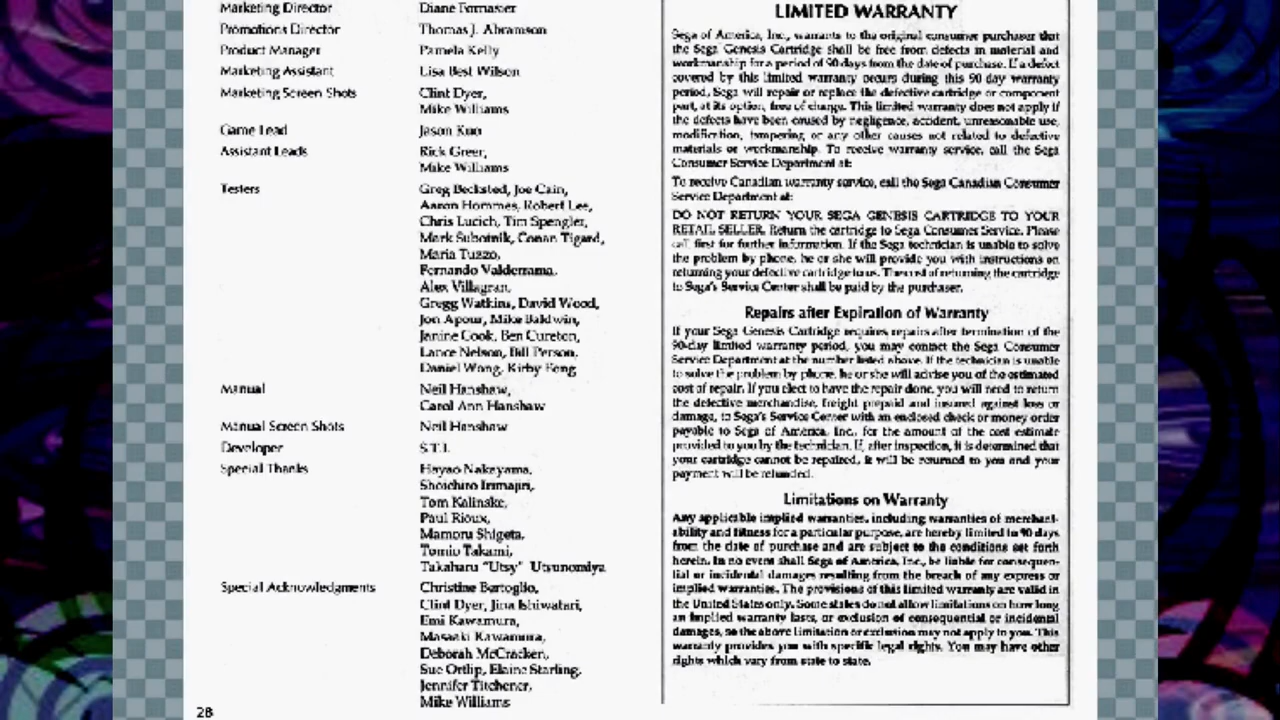 Marketing Director Diane Fornasier
Promotions Director Thomas J. Abramson
Product Manager Pamela Kelly
Marketing Assistant Lisa Best Wilson
Marketing Screen Shots Clint Dyer,
Mike Williams
Game Lead Jason Kuo
Assistant Leads Rick Greer,
Mike Williams
Testers Greg Becksted, Joe Cain,
Aaron Hommes, Robert Lee,
Chris Lucich, Tim Spengler,
Mark Subotnik, Conan Tigard,
Maria Tuzzo,
Fernando Valderrama,
Alex Villagran,
Gregg Watkins, David Wood,
Jon Apour, Mike Baldwin,
Janine Cook, Ben Cureton,
Lance Nelson, Bill Person,
Daniel Wong, Kirby Fong
Manual Neil Hanshaw,
Carol Ann Hanshaw
Manual Screen Shots Neil Hanshaw
Developer S.T.I.
Special Thanks Hayao Nakayama,
Shoichiro Irimajiri,
Tom Kalinske,
Paul Rioux,
Mamoru Shigeta,
Tomio Takami,
Takaharu "Utsy" Utsunomiya
Special Acknowledgments Christine Bertoglio,
Clint Dyer, Jina Ishiwatari,
Emi Kawamura,
Masaaki Kawamura,
Deborah McCracken,
Sue Ortlip, Elaine Starling,
Jennifer Titchener,
Mike Williams
28
LIMITED WARRANTY
Sega of America, Inc., warrants to the original consumer purchaser that
the Sega Genesis Cartridge shall be free from defects in material and
workmanship for a period of 90 days from the date of purchase. If a defect
covered by this limited warranty occurs during this 90 day warranty
period, Sega will repair or replace the defective cartridge or component
part, at its option, free of charge. This limited warranty does not apply if
the defects have been caused by negligence, accident, unreasonable use,
modification, tampering or any other causes not related to defective
materials or workmanship. To receive warranty service, call the Sega
Consumer Service Department at:
To receive Canadian warranty service, call the Sega Canadian Consumer
Service Department at:
DO NOT RETURN YOUR SEGA GENESIS CARTRIDGE TO YOUR
RETAIL SELLER. Return the cartridge to Sega Consumer Service. Please
call first for further information. If the Sega technician is unable to solve
the problem by phone, he or she will provide you with instructions on
returning your defective cartridge to us. The cost of returning the cartridge
to Sega's Service Center shall be paid by the purchaser.
Repairs after Expiration of Warranty
If your Sega Genesis Cartridge requires repairs after termination of the
90-day limited warranty period, you may contact the Sega Consumer
Service Department at the number listed above. If the technician is unable
to solve the problem by phone, he or she will advise you of the estimated
cost of repair. If you elect to have the repair done, you will need to return
the defective merchandise, freight prepaid and insured against loss or
damage, to Sega's Service Center with an enclosed check or money order
payable to Sega of America, Inc., for the amount of the cost estimate
provided to you by the technician. If, after inspection, it is determined that
your cartridge cannot be repaired, it will be returned to you and your
payment will be refunded.
Limitations on Warranty
Any applicable implied warranties, including warranties of merchant-
ability and fitness for a particular purpose, are hereby limited to 90 days
from the date of purchase and are subject to the conditions set forth
herein. In no event shall Sega of America, Inc., be liable for consequen-
tial or incidental damages resulting from the breach of any express or
implied warranties. The provisions of this limited warranty are valid in
the United States only. Some states do not allow limitations on how long
an implied warranty lasts, or exclusion of consequential or incidental
damages, so the above limitation or exclusion may not apply to you. This
warranty provides you with specific legal rights. You may have other
rights which vary from state to state.